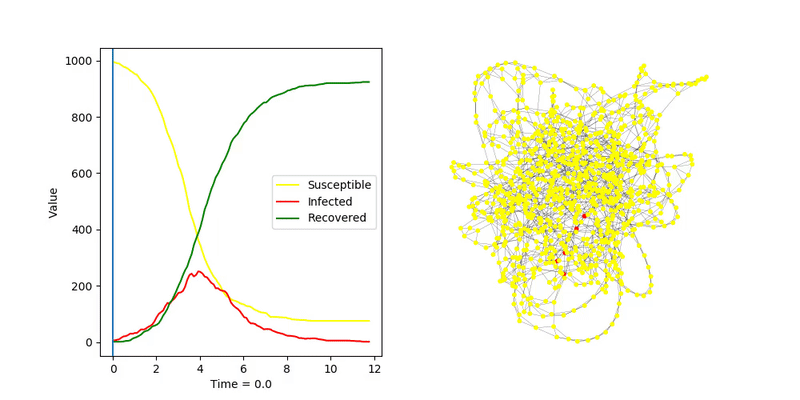 1000
800
600
400
200
0
Value
Susceptible
Infected
Recovered
0 2 4 6 8 10 12
Time = 0.0